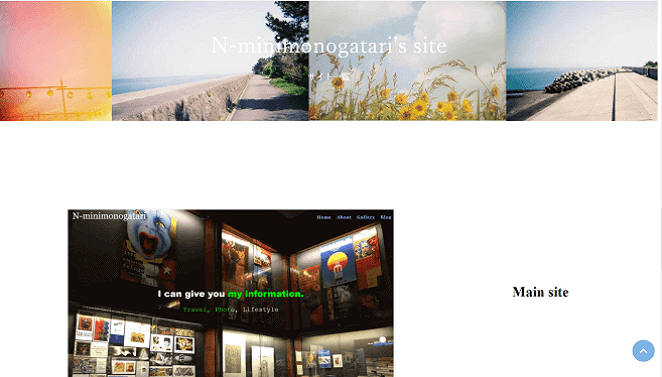 N-minimonogatari's site
N-minimonogatari
Home About Gallery Blog
I can give you my information.
Travel, Photo, Lifestyle
Main site